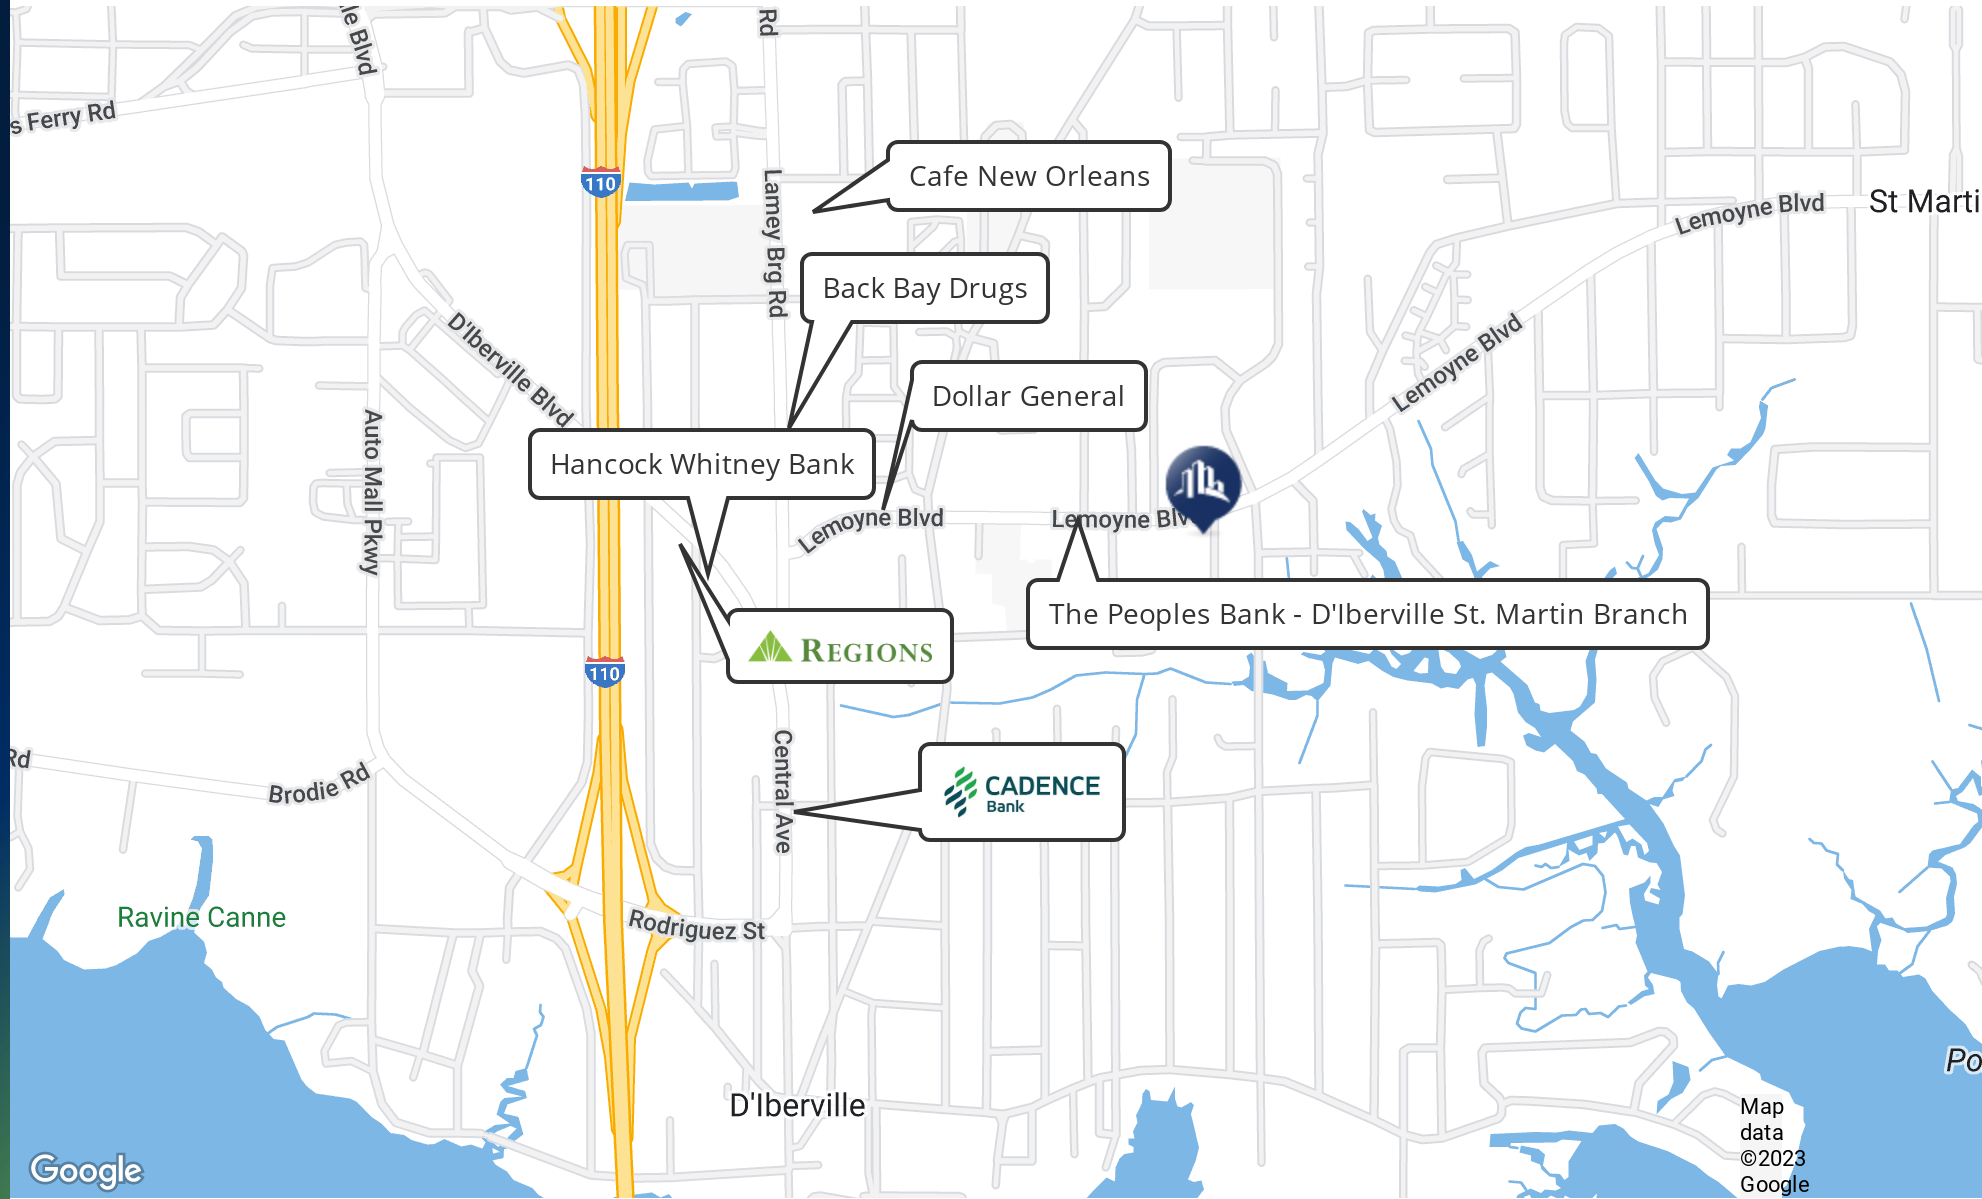 Rd
le Blvd
s Ferry Rd
Cafe New Orleans
110
Lamey Brg Rd
Lemoyne Blvd
St Marti
Back Bay Drugs
D'Iberville Blvd
Lemoyne Blvd
Dollar General
Auto Mall Pkwy
Hancock Whitney Bank
Lemoyne Blvd
Lemoyne Blv
The Peoples Bank - D'Iberville St. Martin Branch
REGIONS
110
Rd
Brodie Rd
Central Ave
CADENCE
Bank
Ravine Canne
Rodriguez St
Po
D'Iberville
Map
data
©2023
Google
Google